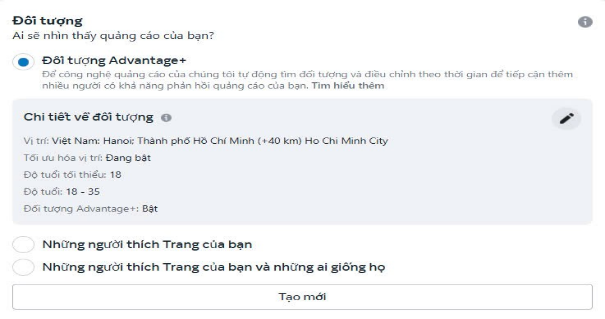 Đối tượng
Ai sẽ nhìn thấy quảng cáo của bạn?
Đối tượng Advantage+
Để công nghệ quảng cáo của chúng tôi tự động tìm đối tượng và điều chỉnh theo thời gian để tiếp cận thêm
nhiều người có khả năng phản hồi quảng cáo của bạn. Tìm hiểu thêm
Chi tiết về đối tượng
Vị trí: Việt Nam: Hanoi; Thành phố Hồ Chí Minh (+40 km) Ho Chi Minh City
Tối ưu hóa vị trí: Đang bật
Độ tuổi tối thiểu: 18
Độ tuổi: 18 - 35
Đối tượng Advantage+: Bật
Những người thích Trang của bạn
Những người thích Trang của bạn và những ai giống họ
Tạo mới